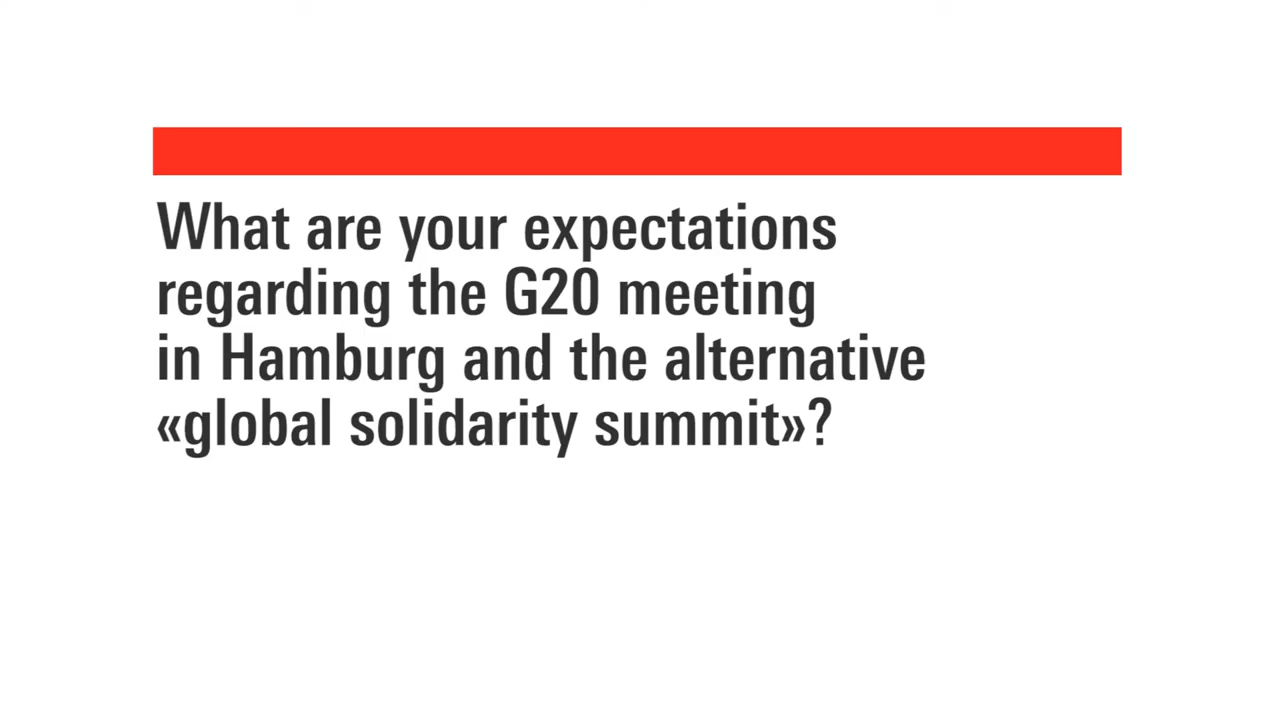 What are your expectations
regarding the G20 meeting
in Hamburg and the alternative
«global solidarity summit»?